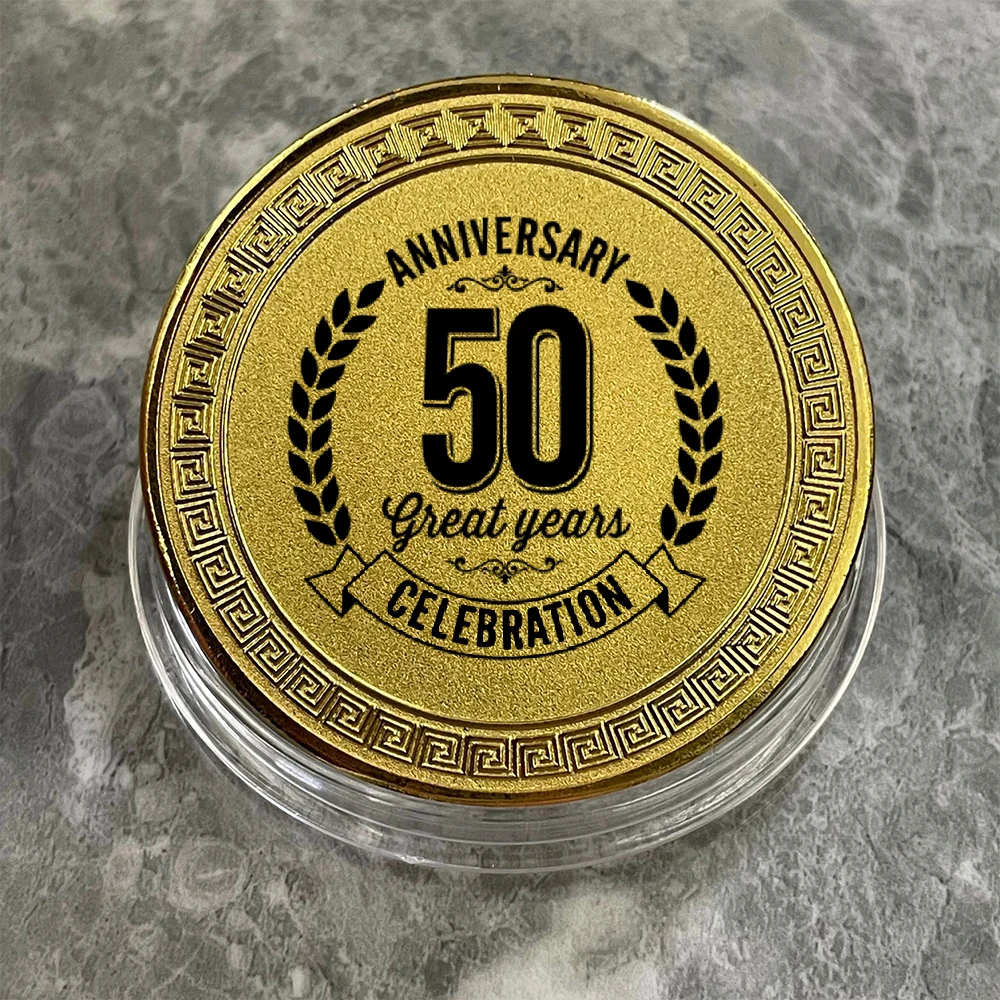 ANNIVERSARY
50
Great years
CELEBRATION